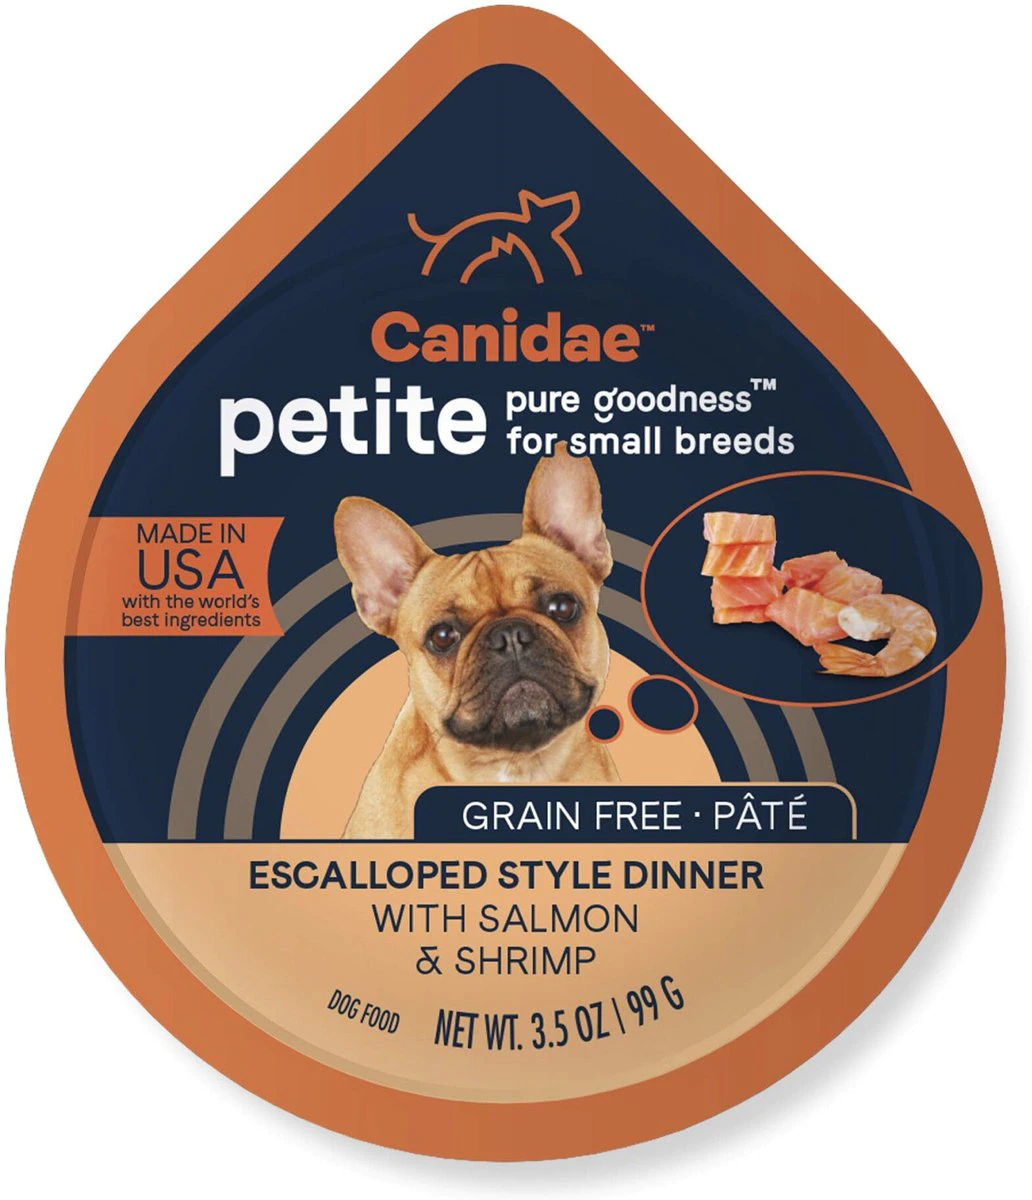 Canidae™
petite
pure goodness™
for small breeds
MADE IN
USA
with the world's
best ingredients
GRAIN FREE · PÂTÉ
ESCALLOPED STYLE DINNER
WITH SALMON
& SHRIMP
DOG FOOD
NET WT. 3.5 OZ | 99 G